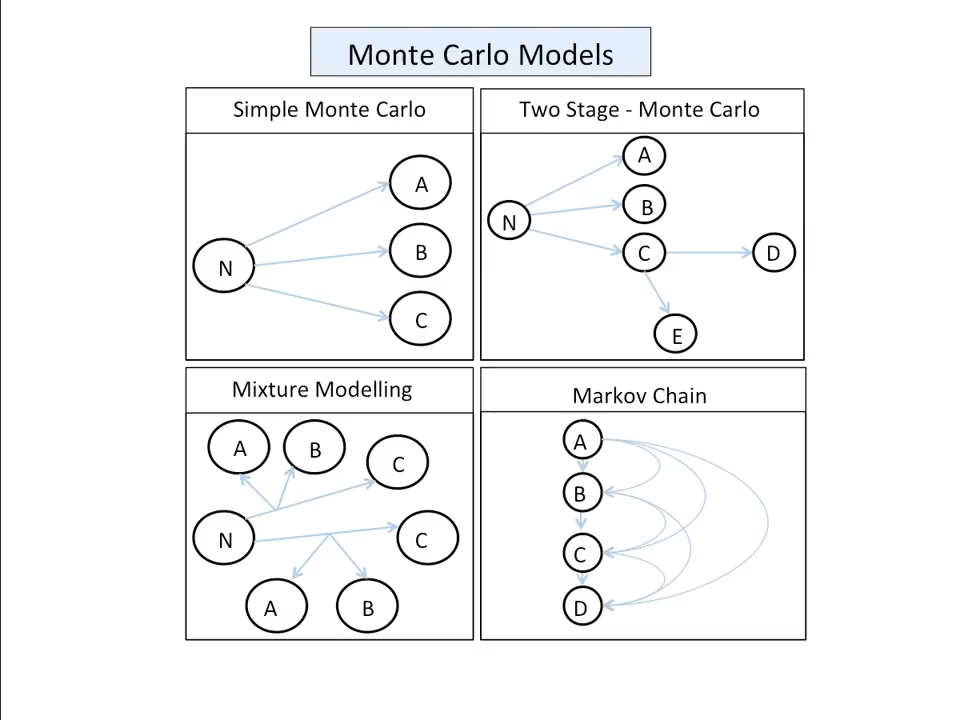 Monte Carlo Models
Simple Monte Carlo
N
A
B
C
Two Stage - Monte Carlo
N
A
B
C
D
E
Mixture Modelling
A
B
C
N
C
A
B
Markov Chain
A
B
C
D